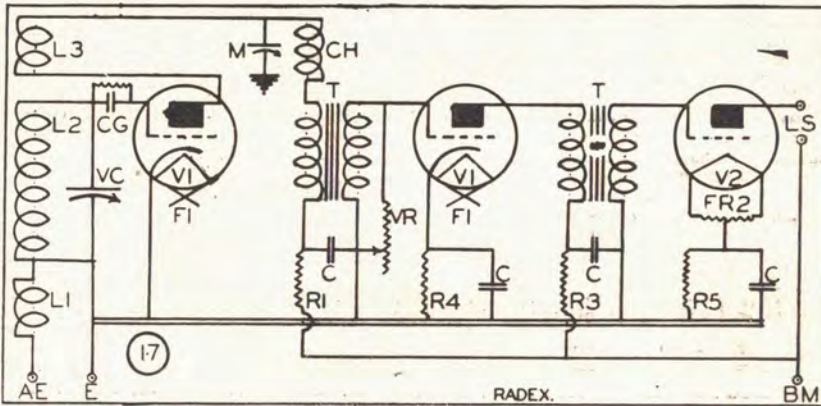 L3
M
CH
T
T
L2
CG
LS
VC
V1
V1
V2
F1
VR
F1
FR2
C
C
C
C
L1
R1
R4
R3
R5
1·7
AE
E
RADEX.
BM